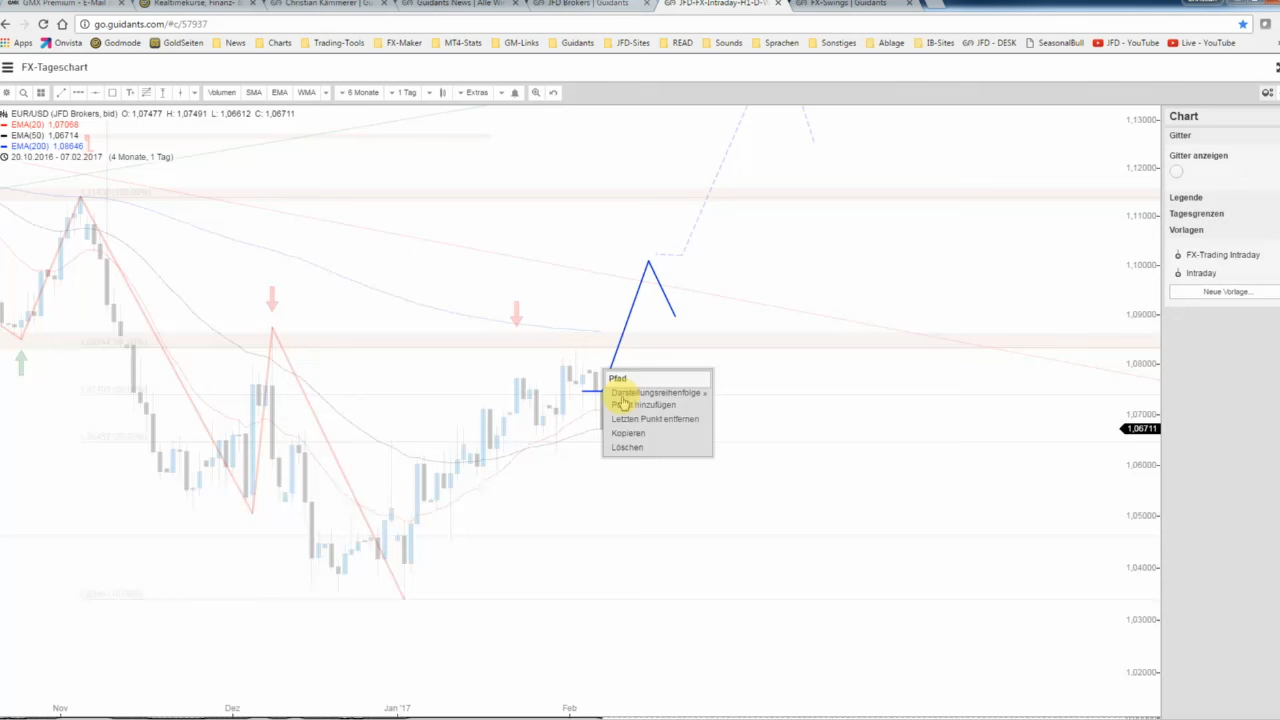 GMX Premium - E-Mail
Realtimekurse, Finanz- &
Christian Kämmerer | Gui
Guidants News | Alle Wi
JFD Brokers | Guidants
JFD-FX-Intraday-H1-D-W
FX-Swings | Guidants
go.guidants.com/#c/57937
Apps Onvista Godmode GoldSeiten News Charts Trading-Tools FX-Maker MT4-Stats GM-Links Guidants JFD-Sites READ Sounds Sprachen Sonstiges Ablage IB-Sites JFD - DESK SeasonalBull JFD - YouTube Live - YouTube
FX-Tageschart
Volumen SMA EMA WMA 6 Monate 1 Tag Extras
EUR/USD (JFD Brokers, bid) O: 1,07477 H: 1,07491 L: 1,06612 C: 1,06711
EMA(20) 1,07068
EMA(50) 1,06714
EMA(200) 1,08646
20.10.2016 - 07.02.2017 (4 Monate, 1 Tag)
1,13000
1,12000
1,11000
1,10000
1,09000
1,08000
1,07000
1,06711
1,06000
1,05000
1,04000
1,03000
1,02000
Pfad
Darstellungsreihenfolge »
hinzufügen
Letzten Punkt entfernen
Kopieren
Löschen
Chart
Gitter
Gitter anzeigen
Legende
Tagesgrenzen
Vorlagen
FX-Trading Intraday
Intraday
Neue Vorlage...
Nov Dez Jan '17 Feb